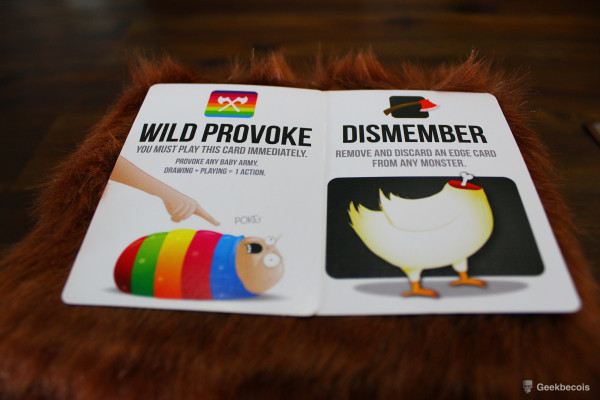 WILD PROVOKE
YOU MUST PLAY THIS CARD IMMEDIATELY.
PROVOKE ANY BABY ARMY.
DRAWING + PLAYING = 1 ACTION.
POKE!
DISMEMBER
REMOVE AND DISCARD AN EDGE CARD
FROM ANY MONSTER.
Geekbecois